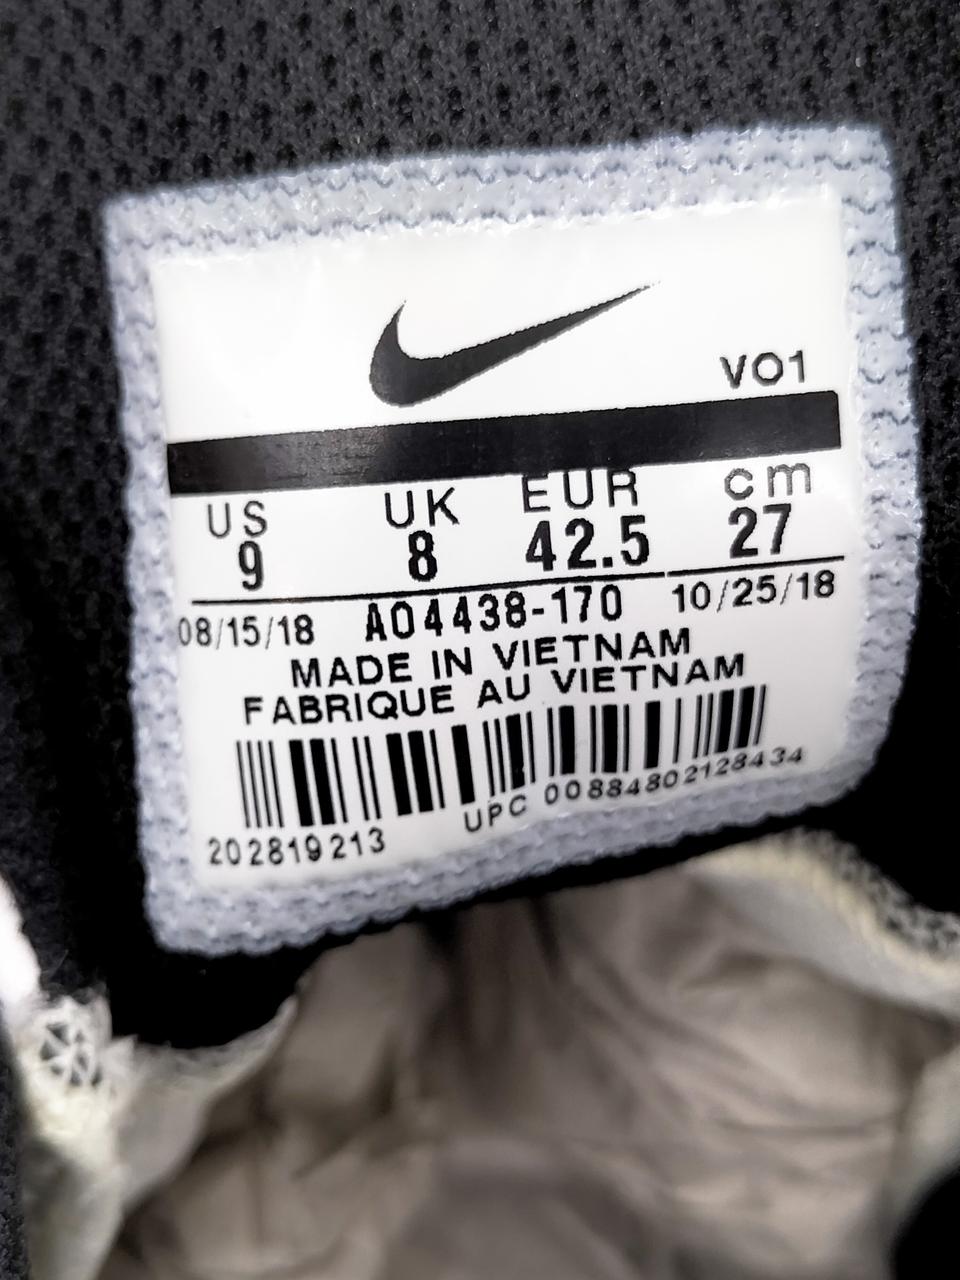 VO1
US UK EUR cm
9 8 42.5 27
08/15/18 AO4438-170 10/25/18
MADE IN VIETNAM
FABRIQUE AU VIETNAM
202819213 UPC 00884802128434